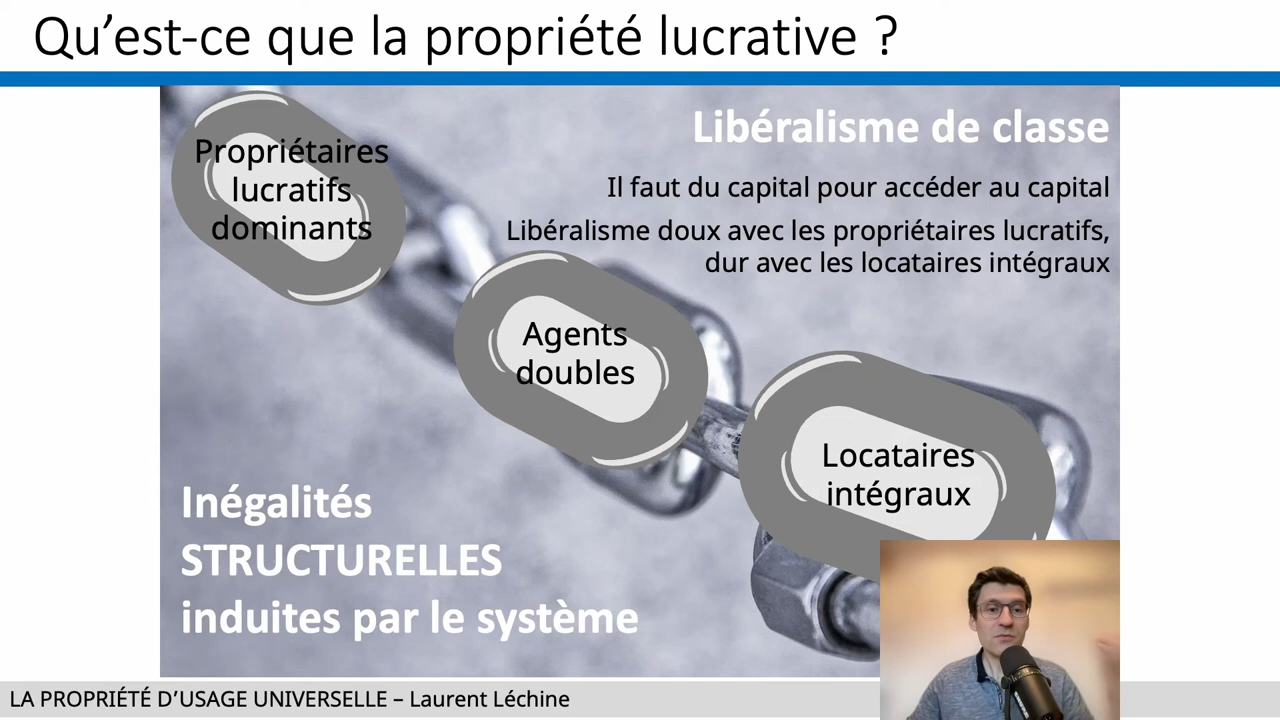 Qu’est-ce que la propriété lucrative ?
Propriétaires
lucratifs
dominants
Libéralisme de classe
Il faut du capital pour accéder au capital
Libéralisme doux avec les propriétaires lucratifs,
dur avec les locataires intégraux
Agents
doubles
Locataires
intégraux
Inégalités
STRUCTURELLES
induites par le système
LA PROPRIÉTÉ D’USAGE UNIVERSELLE – Laurent Léchine